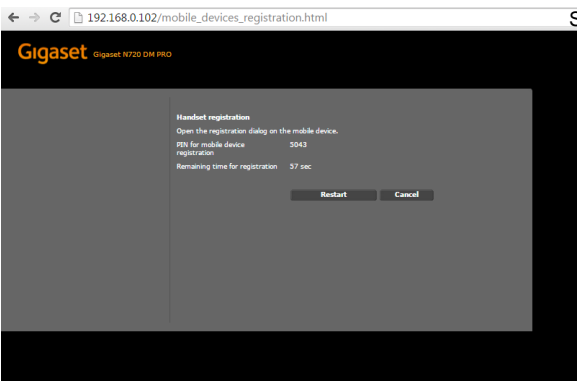 192.168.0.102/mobile_devices_registration.html
S
Gigaset Gigaset N720 DM PRO
Handset registration
Open the registration dialog on the mobile device.
PIN for mobile device registration 5043
Remaining time for registration 57 sec
Restart Cancel